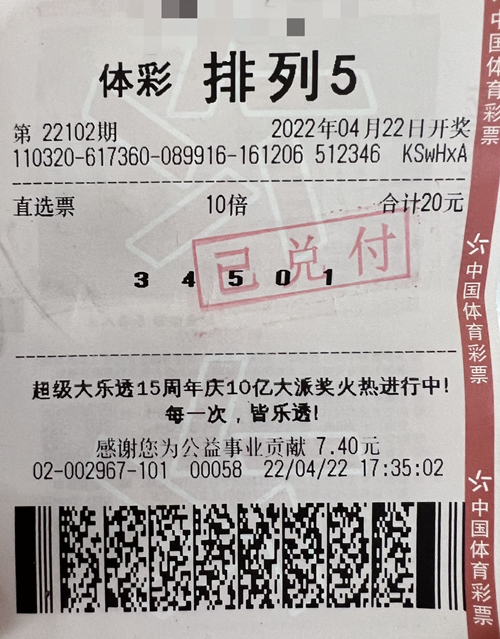 体彩 排列5
第 22102期 2022年04月22日开奖
110320-617360-089916-161206 512346 KSwHxA
直选票 10倍 合计20元
已兑付
3 4 5 0 1
超级大乐透15周年庆10亿大派奖火热进行中!
每一次，皆乐透!
感谢您为公益事业贡献 7.40元
02-002967-101 00058 22/04/22 17:35:02
中国体育彩票
中国体育彩票
中国体育彩票